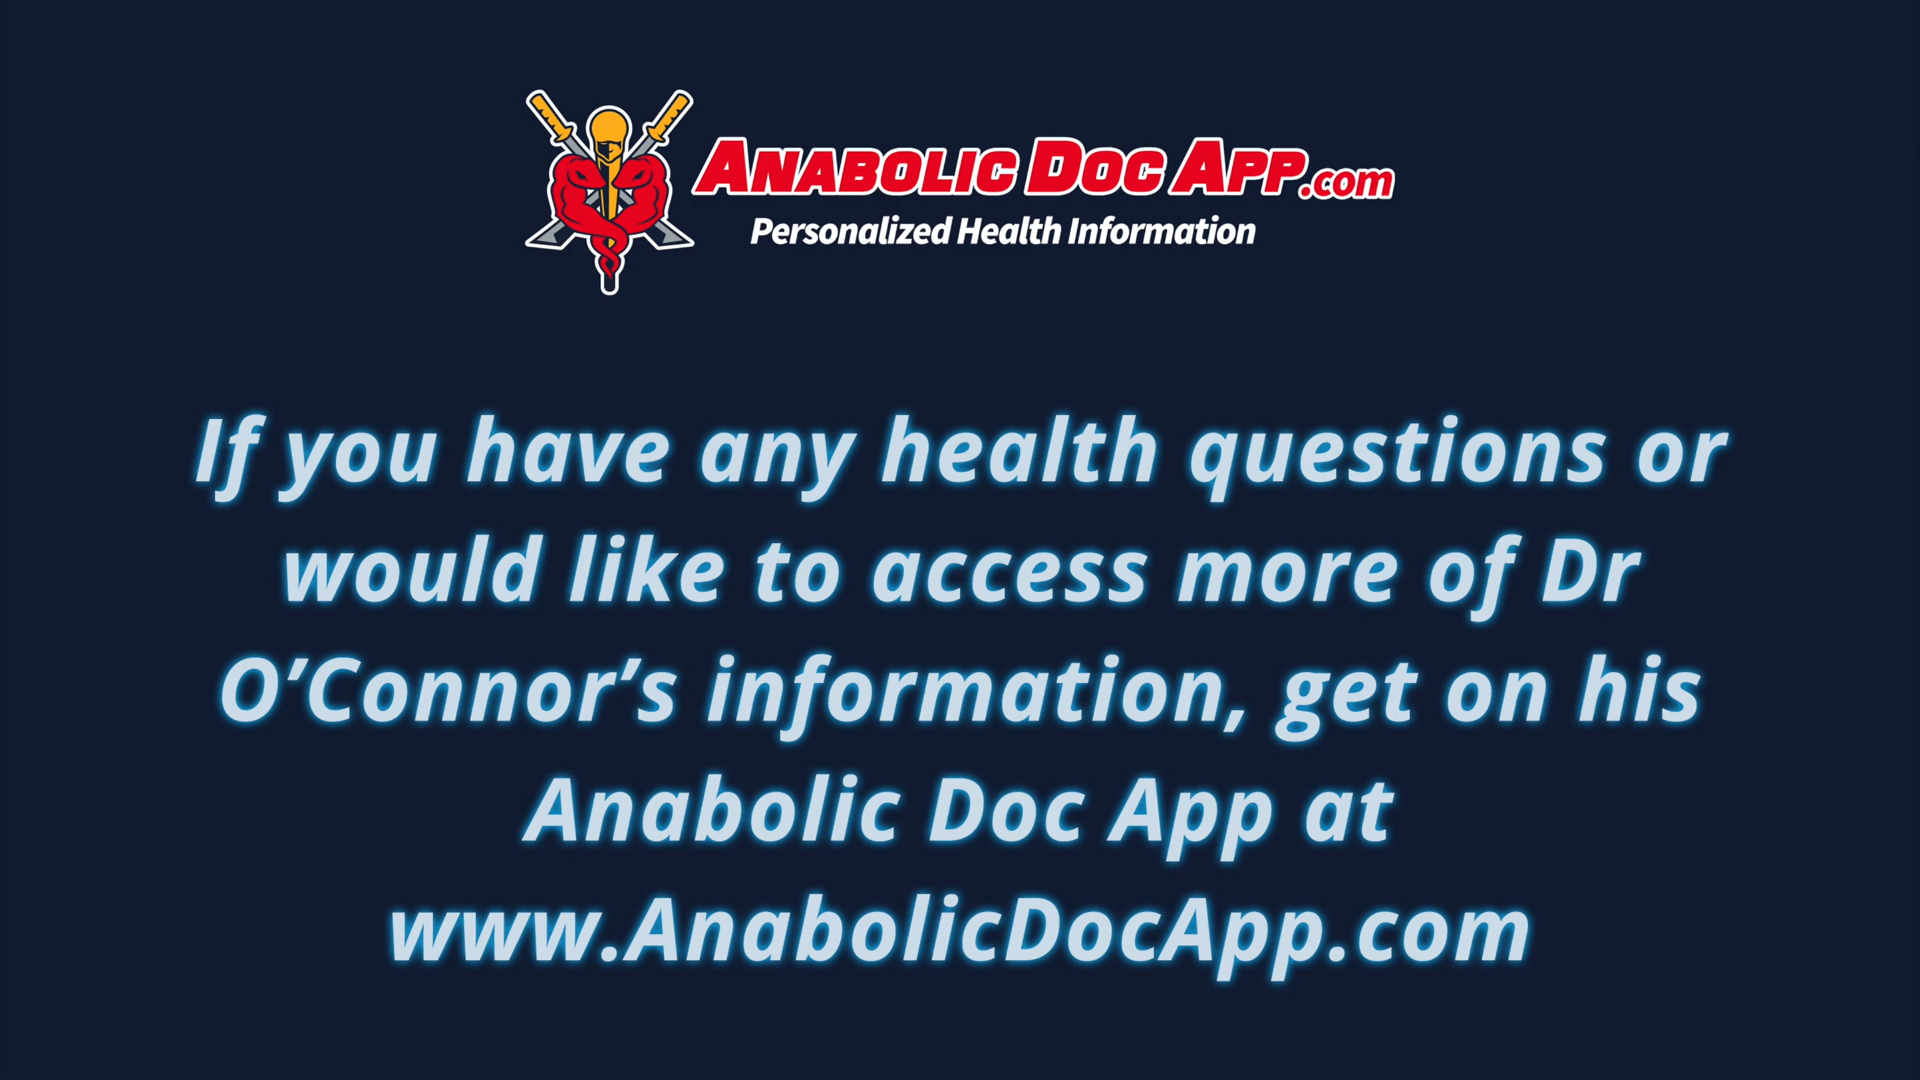 ANABOLIC DOC APP.com
Personalized Health Information
If you have any health questions or
would like to access more of Dr
O’Connor’s information, get on his
Anabolic Doc App at
www.AnabolicDocApp.com